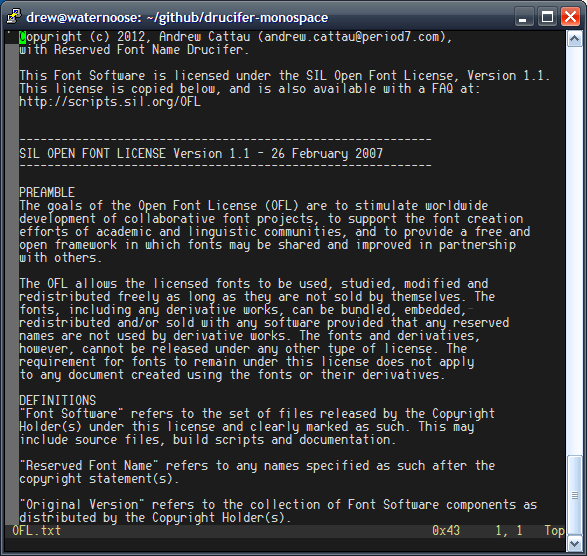 drew@waternoose: ~/github/drucifer-monospace
Copyright (c) 2012, Andrew Cattau (andrew.cattau@period7.com),
with Reserved Font Name Drucifer.
This Font Software is licensed under the SIL Open Font License, Version 1.1.
This license is copied below, and is also available with a FAQ at:
http://scripts.sil.org/OFL
-----------------------------------------------------------
SIL OPEN FONT LICENSE Version 1.1 - 26 February 2007
-----------------------------------------------------------
PREAMBLE
The goals of the Open Font License (OFL) are to stimulate worldwide
development of collaborative font projects, to support the font creation
efforts of academic and linguistic communities, and to provide a free and
open framework in which fonts may be shared and improved in partnership
with others.
The OFL allows the licensed fonts to be used, studied, modified and
redistributed freely as long as they are not sold by themselves. The
fonts, including any derivative works, can be bundled, embedded,
redistributed and/or sold with any software provided that any reserved
names are not used by derivative works. The fonts and derivatives,
however, cannot be released under any other type of license. The
requirement for fonts to remain under this license does not apply
to any document created using the fonts or their derivatives.
DEFINITIONS
"Font Software" refers to the set of files released by the Copyright
Holder(s) under this license and clearly marked as such. This may
include source files, build scripts and documentation.
"Reserved Font Name" refers to any names specified as such after the
copyright statement(s).
"Original Version" refers to the collection of Font Software components as
distributed by the Copyright Holder(s).
OFL.txt 0x43 1, 1 Top